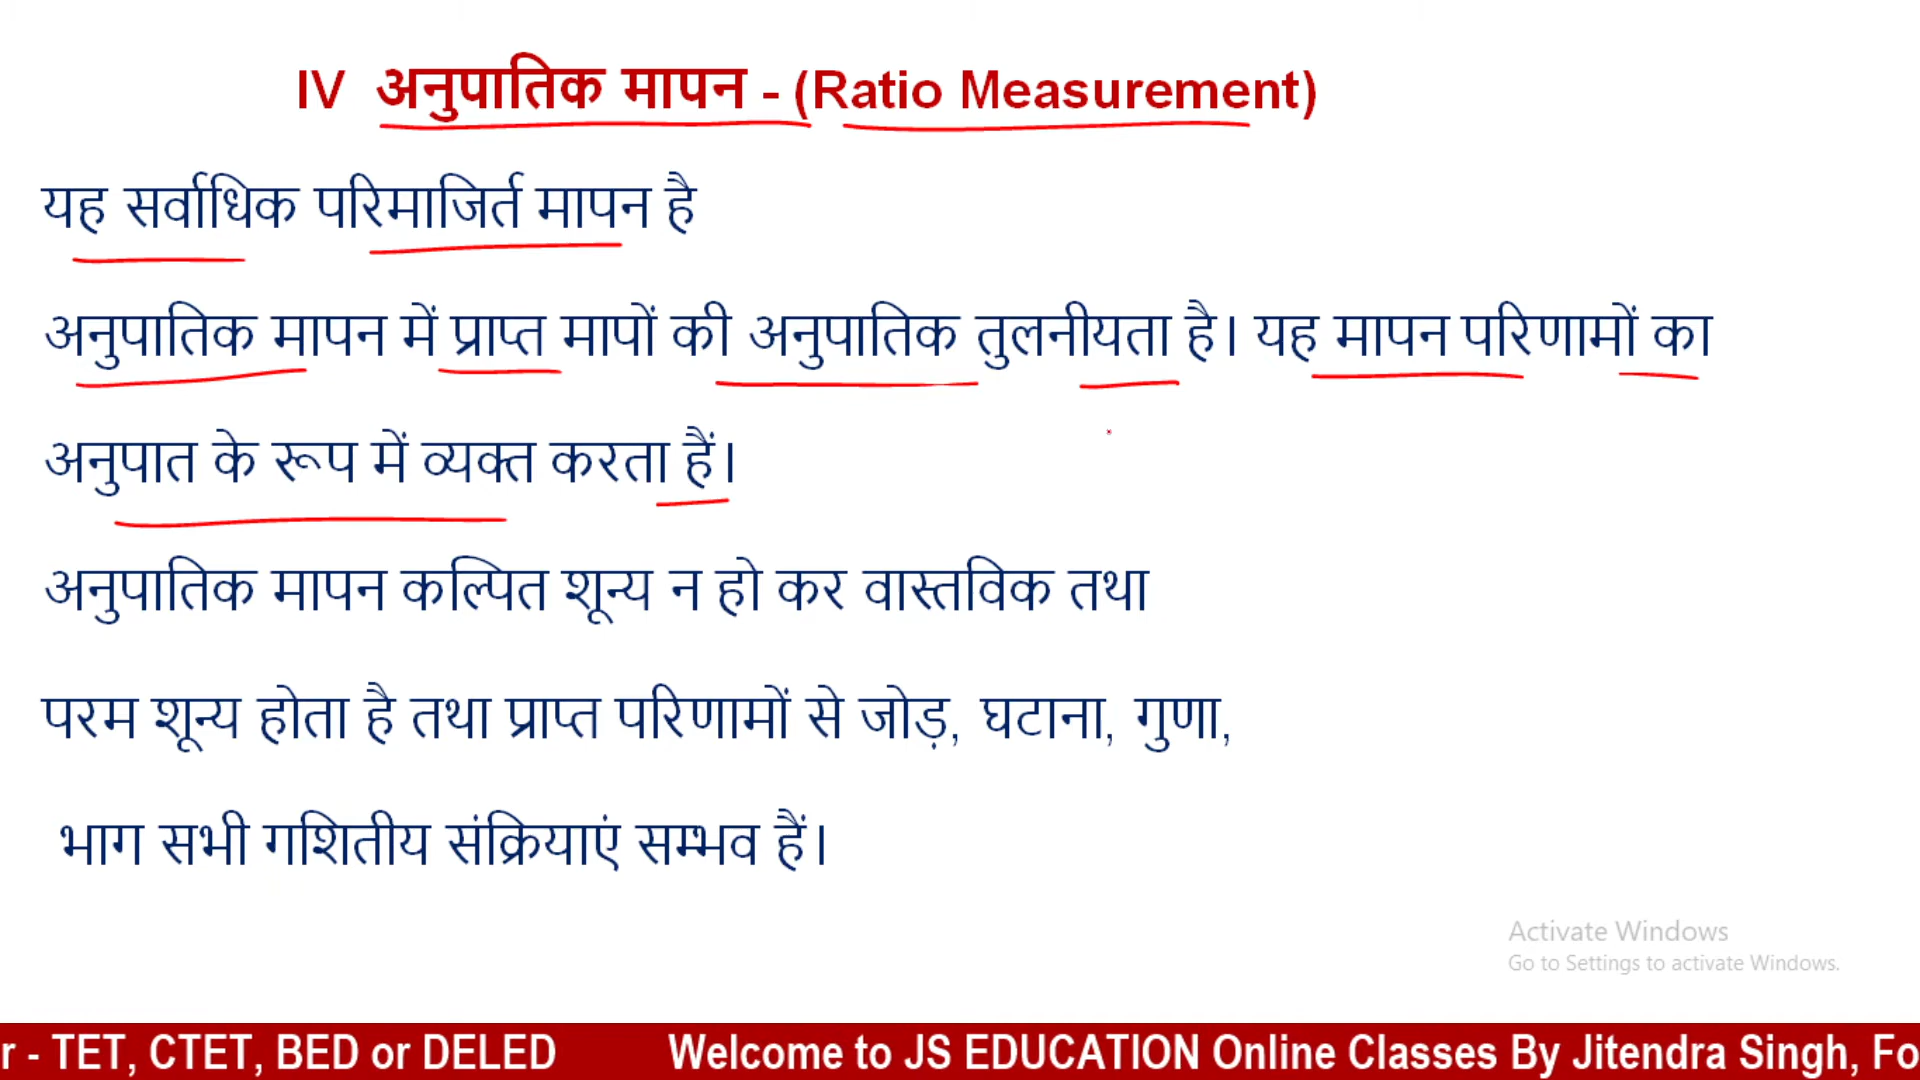 IV अनुपातिक मापन - (Ratio Measurement)
यह सर्वाधिक परिमाजिर्त मापन है
अनुपातिक मापन में प्राप्त मापों की अनुपातिक तुलनीयता है। यह मापन परिणामों का
अनुपात के रूप में व्यक्त करता हैं।
अनुपातिक मापन कल्पित शून्य न हो कर वास्तविक तथा
परम शून्य होता है तथा प्राप्त परिणामों से जोड़, घटाना, गुणा,
भाग सभी गशितीय संक्रियाएं सम्भव हैं।
Activate Windows
Go to Settings to activate Windows.
r - TET, CTET, BED or DELED Welcome to JS EDUCATION Online Classes By Jitendra Singh, Fo